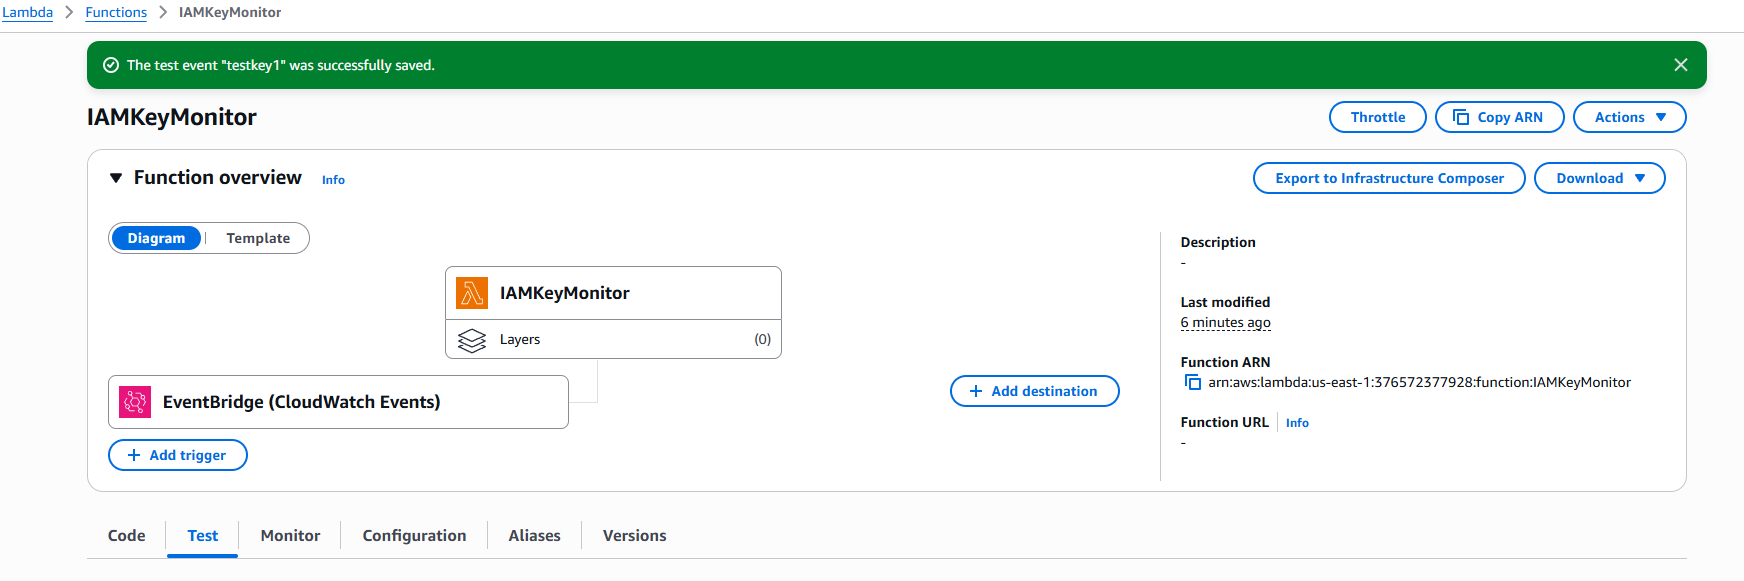 Lambda > Functions > IAMKeyMonitor
The test event "testkey1" was successfully saved.
IAMKeyMonitor
Throttle
Copy ARN
Actions
Function overview
Info
Export to Infrastructure Composer
Download
Diagram
Template
IAMKeyMonitor
Layers
(0)
EventBridge (CloudWatch Events)
+ Add trigger
+ Add destination
Description
-
Last modified
6 minutes ago
Function ARN
arn:aws:lambda:us-east-1:376572377928:function:IAMKeyMonitor
Function URL
Info
-
Code
Test
Monitor
Configuration
Aliases
Versions